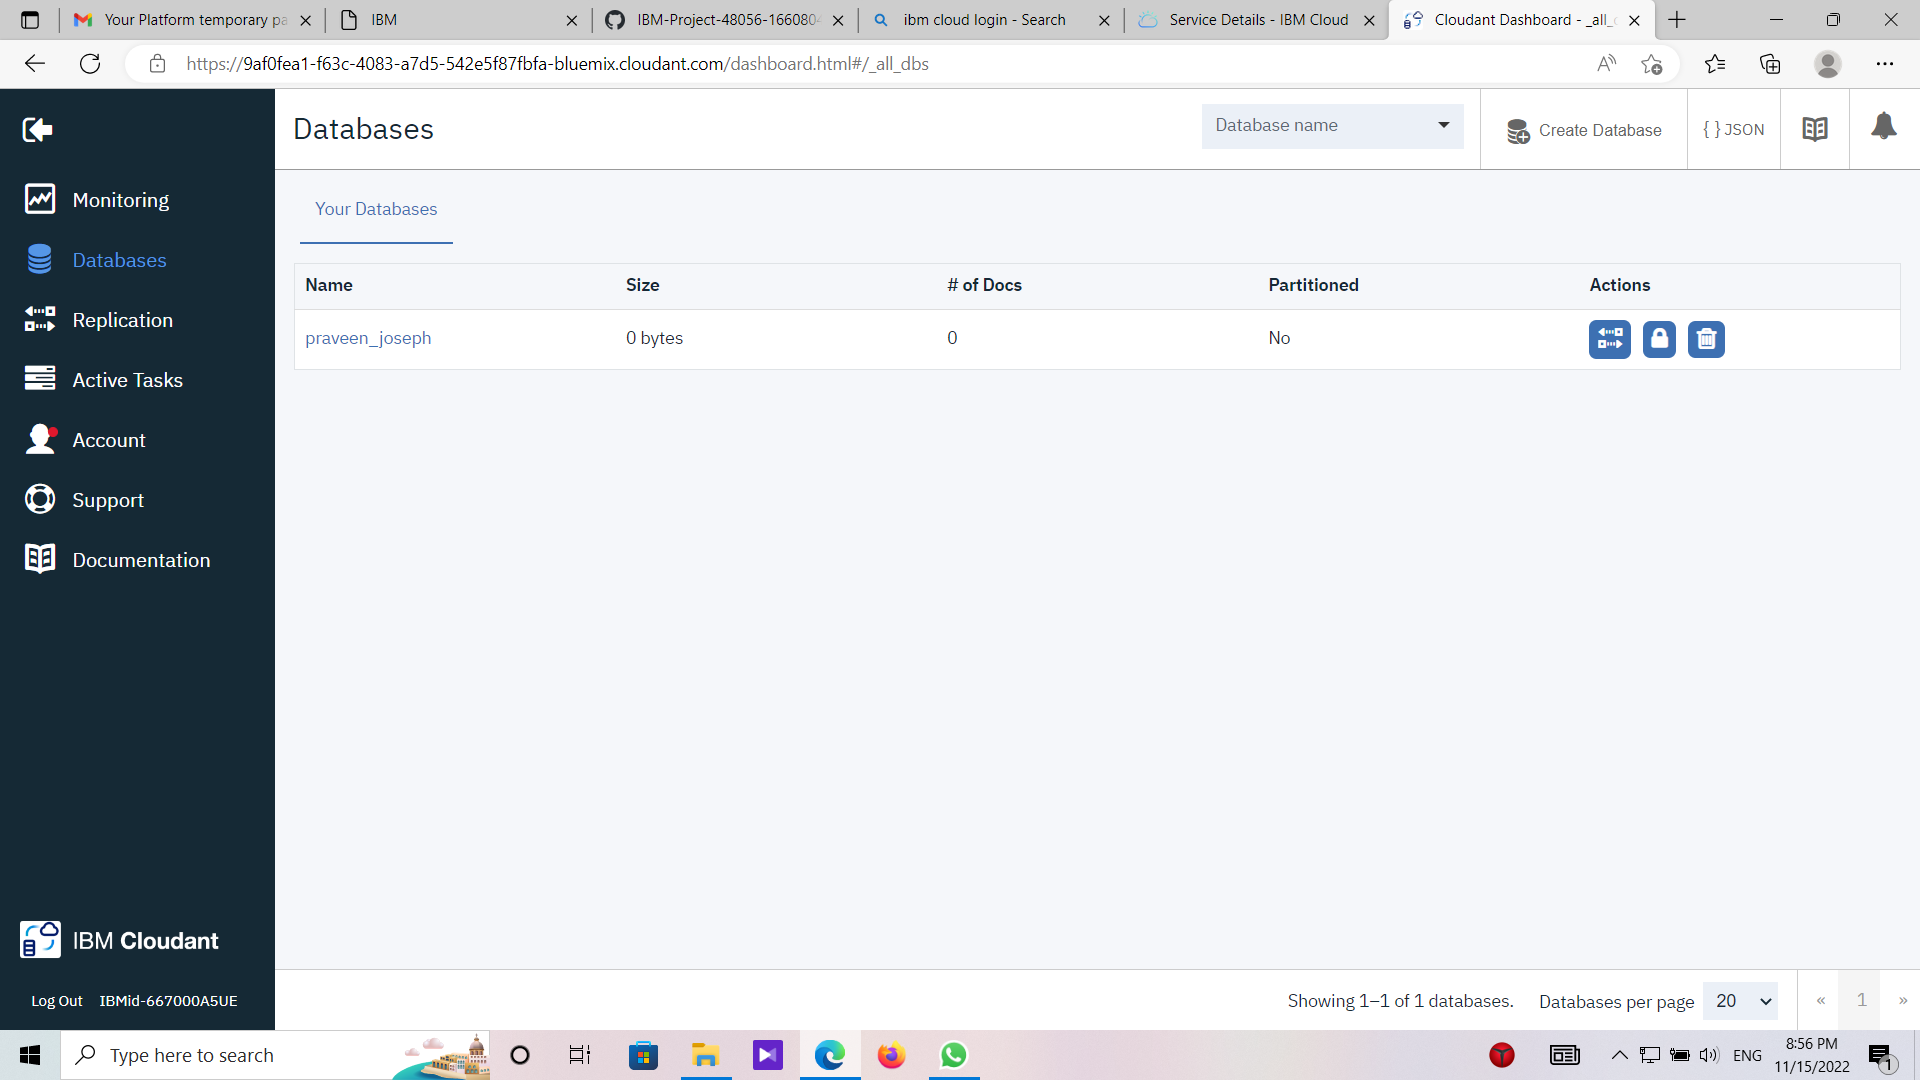 Your Platform temporary pa
IBM
IBM-Project-48056-1660804
ibm cloud login - Search
Service Details - IBM Cloud
Cloudant Dashboard - _all_
https://9af0fea1-f63c-4083-a7d5-542e5f87fbfa-bluemix.cloudant.com/dashboard.html#/_all_dbs
Databases
Database name
Create Database
{ } JSON
Monitoring
Databases
Replication
Active Tasks
Account
Support
Documentation
Your Databases
Name Size # of Docs Partitioned Actions
praveen_joseph 0 bytes 0 No
IBM Cloudant
Log Out IBMid-667000A5UE
Showing 1–1 of 1 databases. Databases per page 20 « 1 »
Type here to search
ENG
8:56 PM
11/15/2022
1